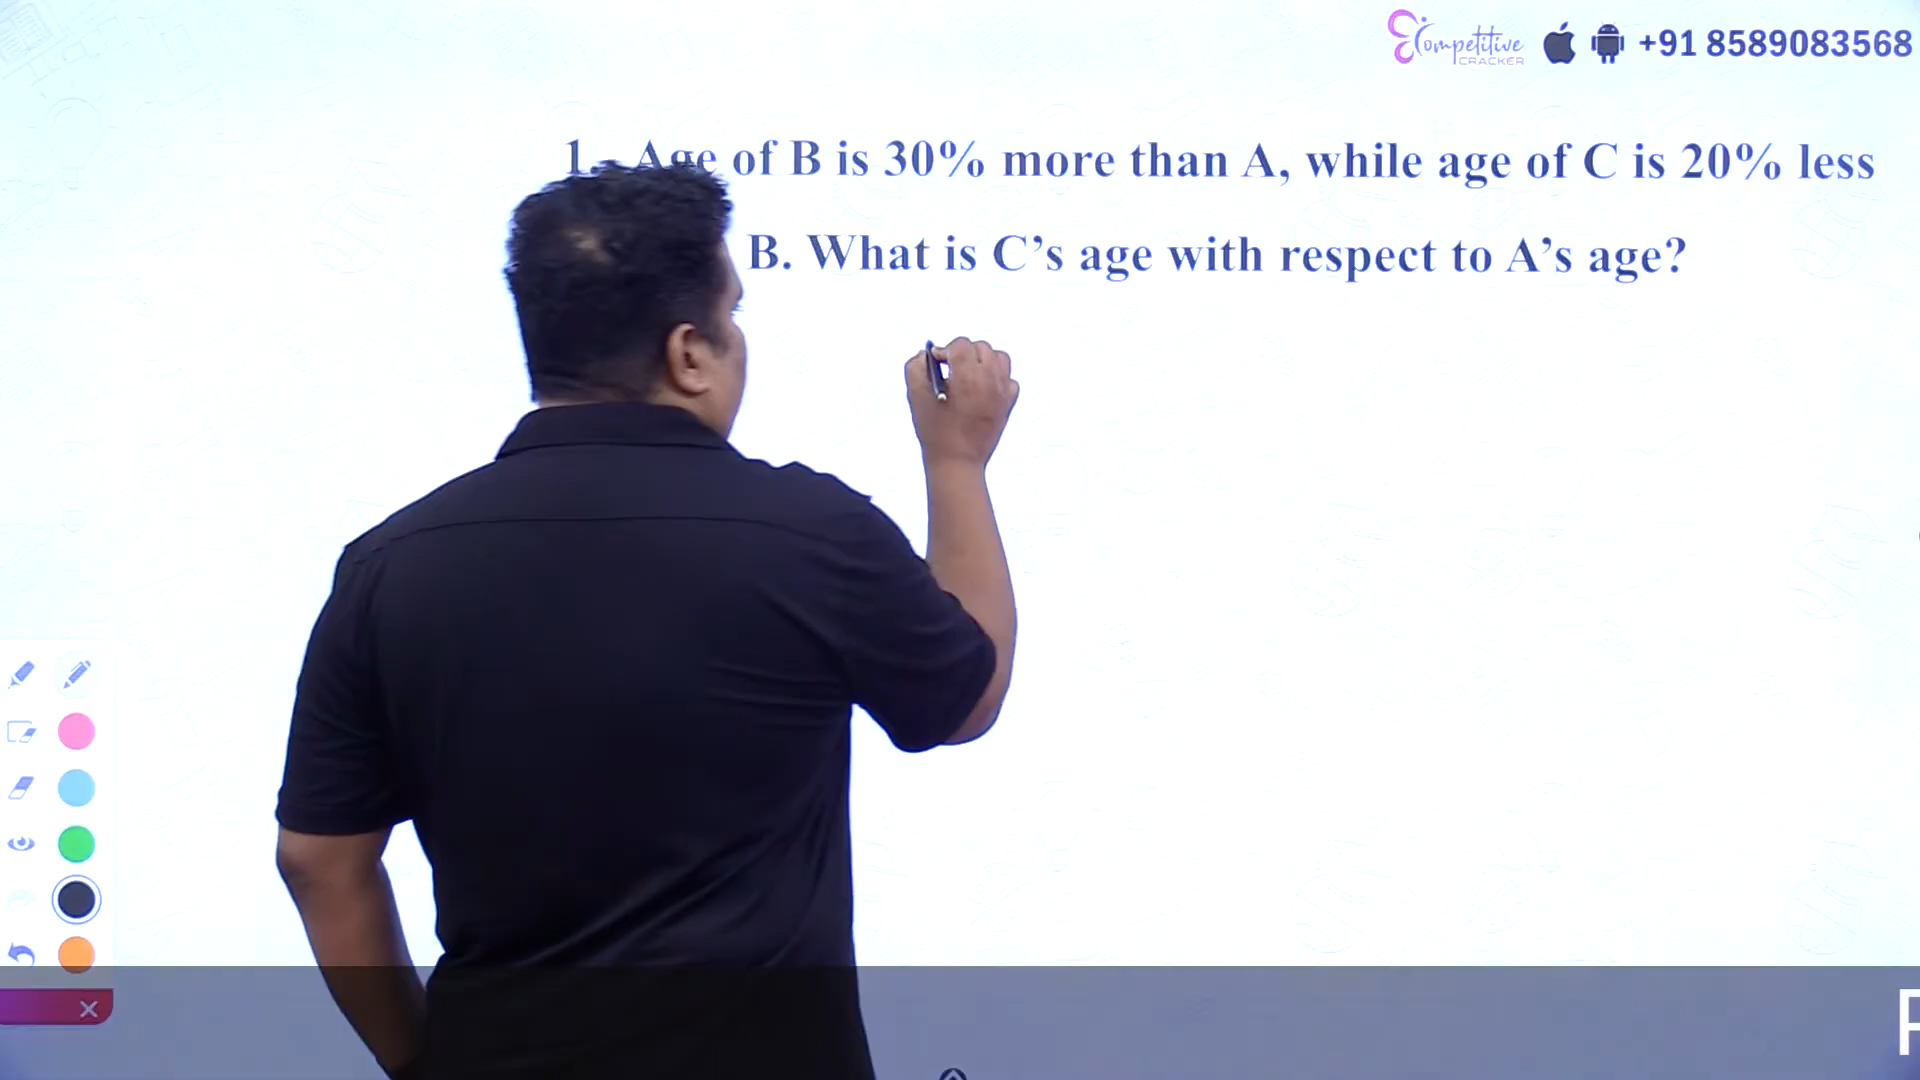 Competitive
CRACKER
+91 8589083568
1. Age of B is 30% more than A, while age of C is 20% less
B. What is C’s age with respect to A’s age?